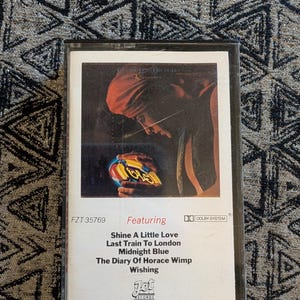 FZT 35769
Featuring
DOLBY SYSTEM
Shine A Little Love
Last Train To London
Midnight Blue
The Diary Of Horace Wimp
Wishing
Jet